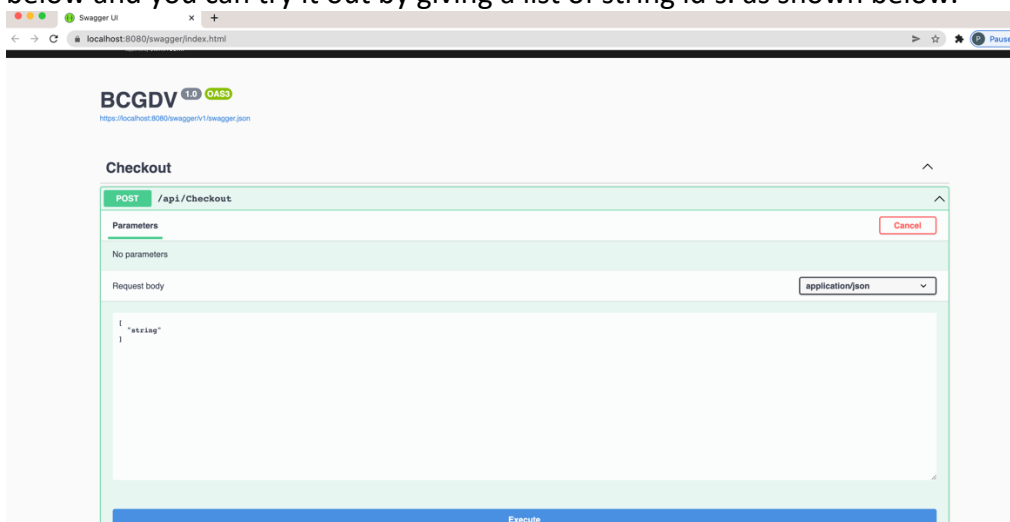 below and you can try it out by giving a list of string id's. as shown below.
Swagger UI
localhost:8080/swagger/index.html
Pause
BCGDV 1.0 OAS3
https://localhost:8080/swagger/v1/swagger.json
Checkout
POST /api/Checkout
Parameters
Cancel
No parameters
Request body
application/json
[
"string"
]
Execute